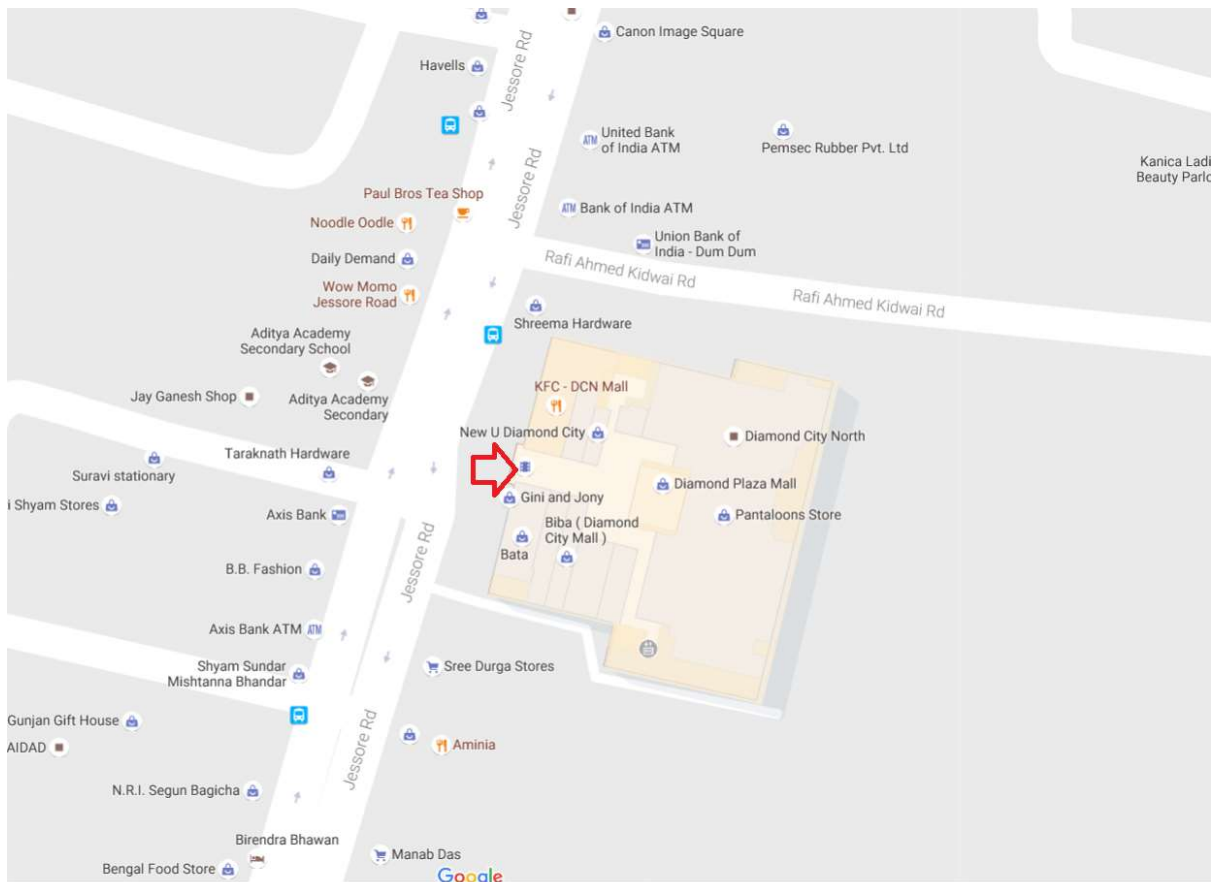 Canon Image Square
Jessore Rd
Havells
United Bank
of India ATM
ATM
Pemsec Rubber Pvt. Ltd
Kanica Ladi
Beauty Parlo
Jessore Rd
Paul Bros Tea Shop
ATM
Bank of India ATM
Noodle Oodle
Union Bank of
India - Dum Dum
Daily Demand
Rafi Ahmed Kidwai Rd
Rafi Ahmed Kidwai Rd
Wow Momo
Jessore Road
Shreema Hardware
Aditya Academy
Secondary School
KFC - DCN Mall
Jay Ganesh Shop
Aditya Academy
Secondary
New U Diamond City
Diamond City North
Taraknath Hardware
Suravi stationary
Diamond Plaza Mall
i Shyam Stores
Gini and Jony
Axis Bank
Biba ( Diamond
City Mall )
Pantaloons Store
Bata
Jessore Rd
B.B. Fashion
Axis Bank ATM
ATM
Shyam Sundar
Mishtanna Bhandar
Sree Durga Stores
Gunjan Gift House
AIDAD
Jessore Rd
Aminia
N.R.I. Segun Bagicha
Birendra Bhawan
Manab Das
Bengal Food Store
Google